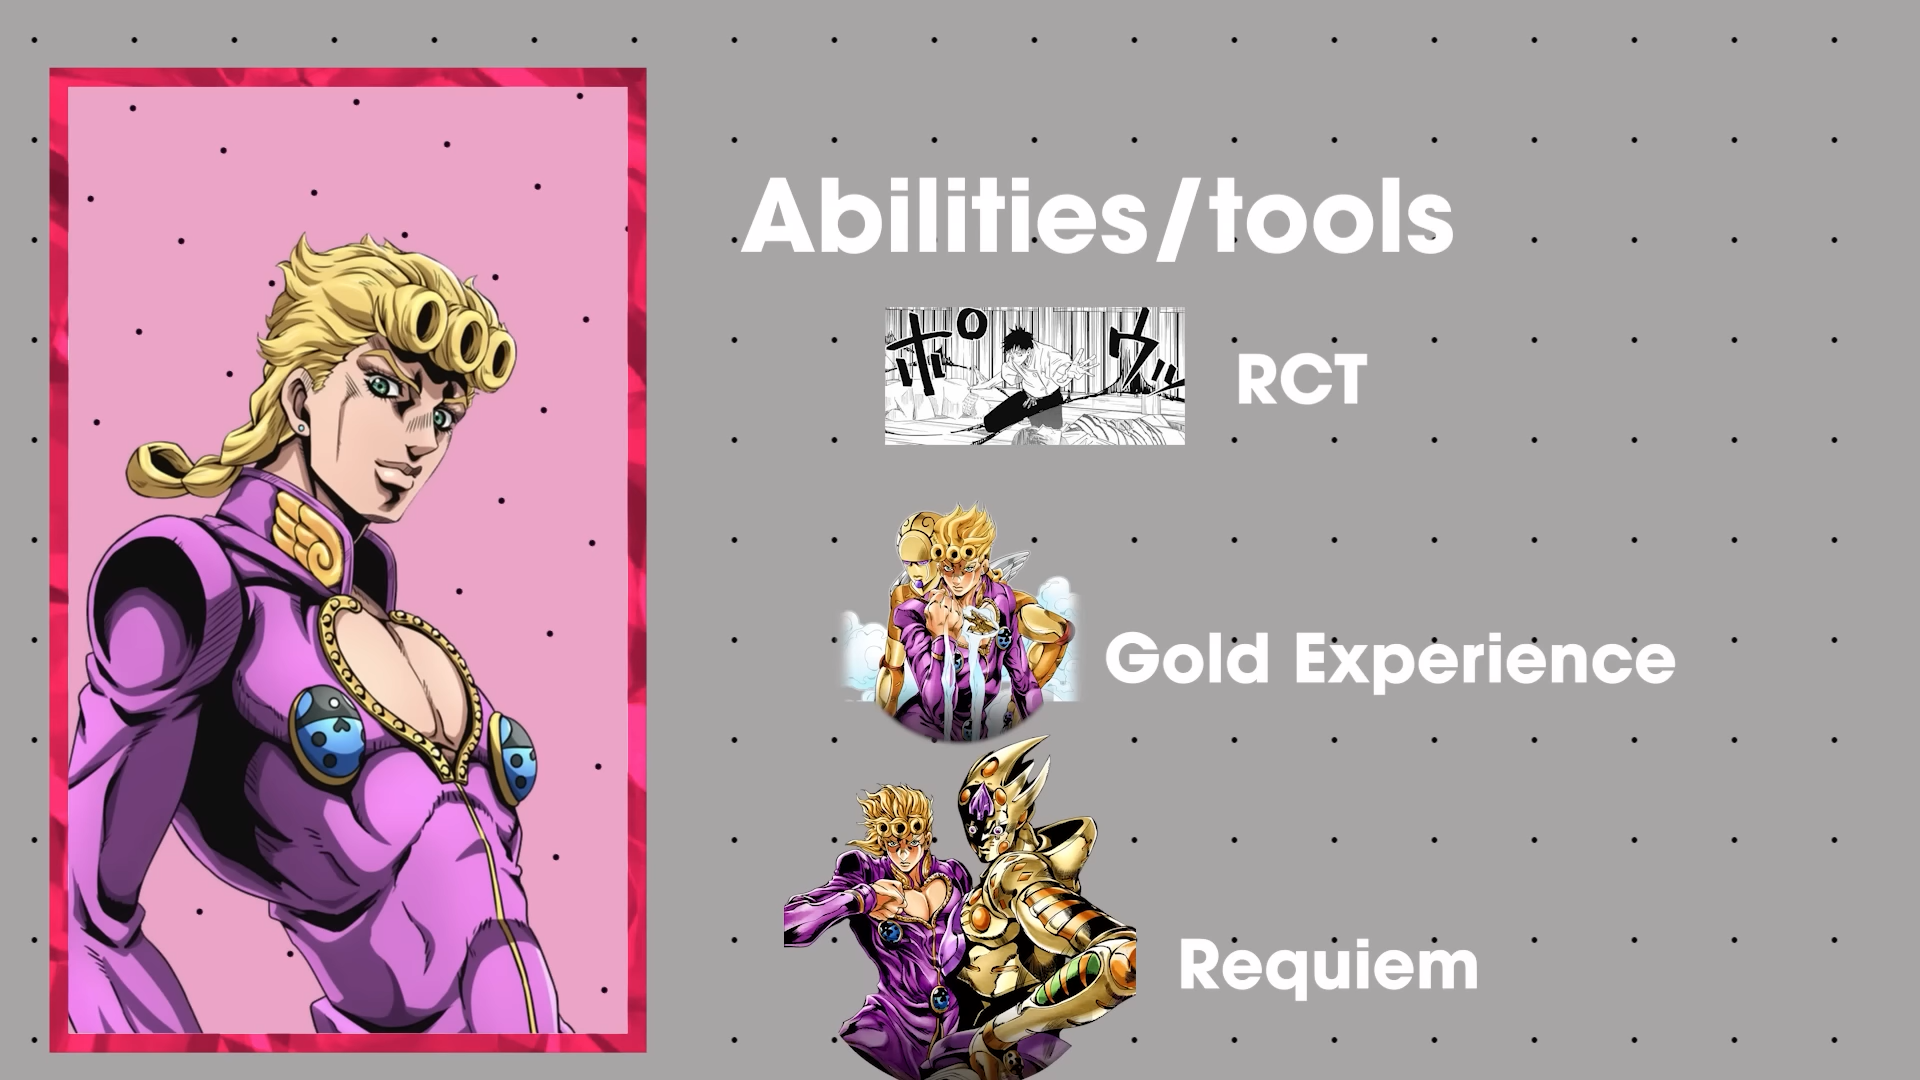 Abilities/tools
ポウッ
RCT
Gold Experience
Requiem